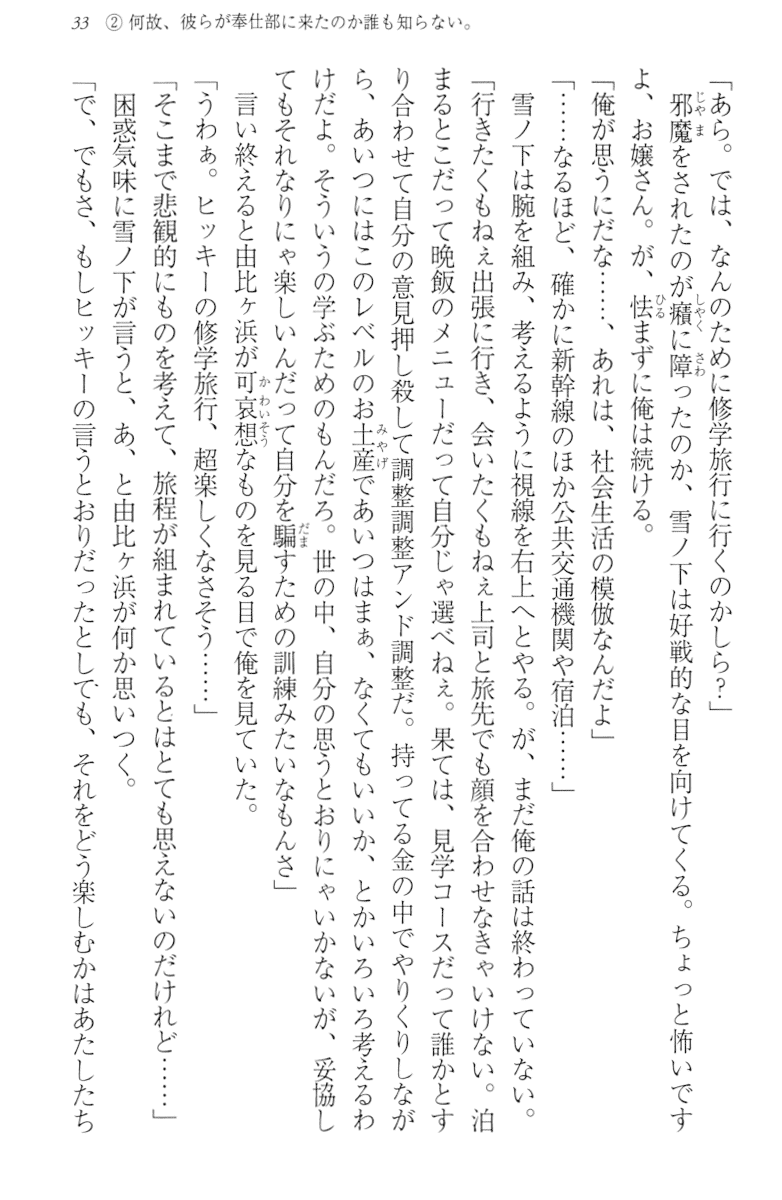 33　② 何故、彼らが奉仕部に来たのか誰も知らない。
「あら。では、なんのために修学旅行に行くのかしら？」
　邪魔をされたのが癪に障ったのか、雪ノ下は好戦的な目を向けてくる。ちょっと怖いです
よ、お嬢さん。が、怯まずに俺は続ける。
「俺が思うにだな……、あれは、社会生活の模倣なんだよ」
「……なるほど、確かに新幹線のほか公共交通機関や宿泊……」
　雪ノ下は腕を組み、考えるように視線を右上へとやる。が、まだ俺の話は終わっていない。
「行きたくもねぇ出張に行き、会いたくもねぇ上司と旅先でも顔を合わせなきゃいけない。泊
まるとこだって晩飯のメニューだって自分じゃ選べねぇ。果ては、見学コースだって誰かとす
り合わせて自分の意見押し殺して調整調整アンド調整だ。持ってる金の中でやりくりしなが
ら、あいつにはこのレベルのお土産であいつはまぁ、なくてもいいか、とかいろいろ考えるわ
けだよ。そういうの学ぶためのもんだろ。世の中、自分の思うとおりにゃいかないが、妥協し
てもそれなりにゃ楽しいんだって自分を騙すための訓練みたいなもんさ」
　言い終えると由比ヶ浜が可哀想なものを見る目で俺を見ていた。
「うわぁ。ヒッキーの修学旅行、超楽しくなさそう……」
「そこまで悲観的にものを考えて、旅程が組まれているとはとても思えないのだけれど……」
　困惑気味に雪ノ下が言うと、あ、と由比ヶ浜が何か思いつく。
「で、でもさ、もしヒッキーの言うとおりだったとしても、それをどう楽しむかはあたしたち